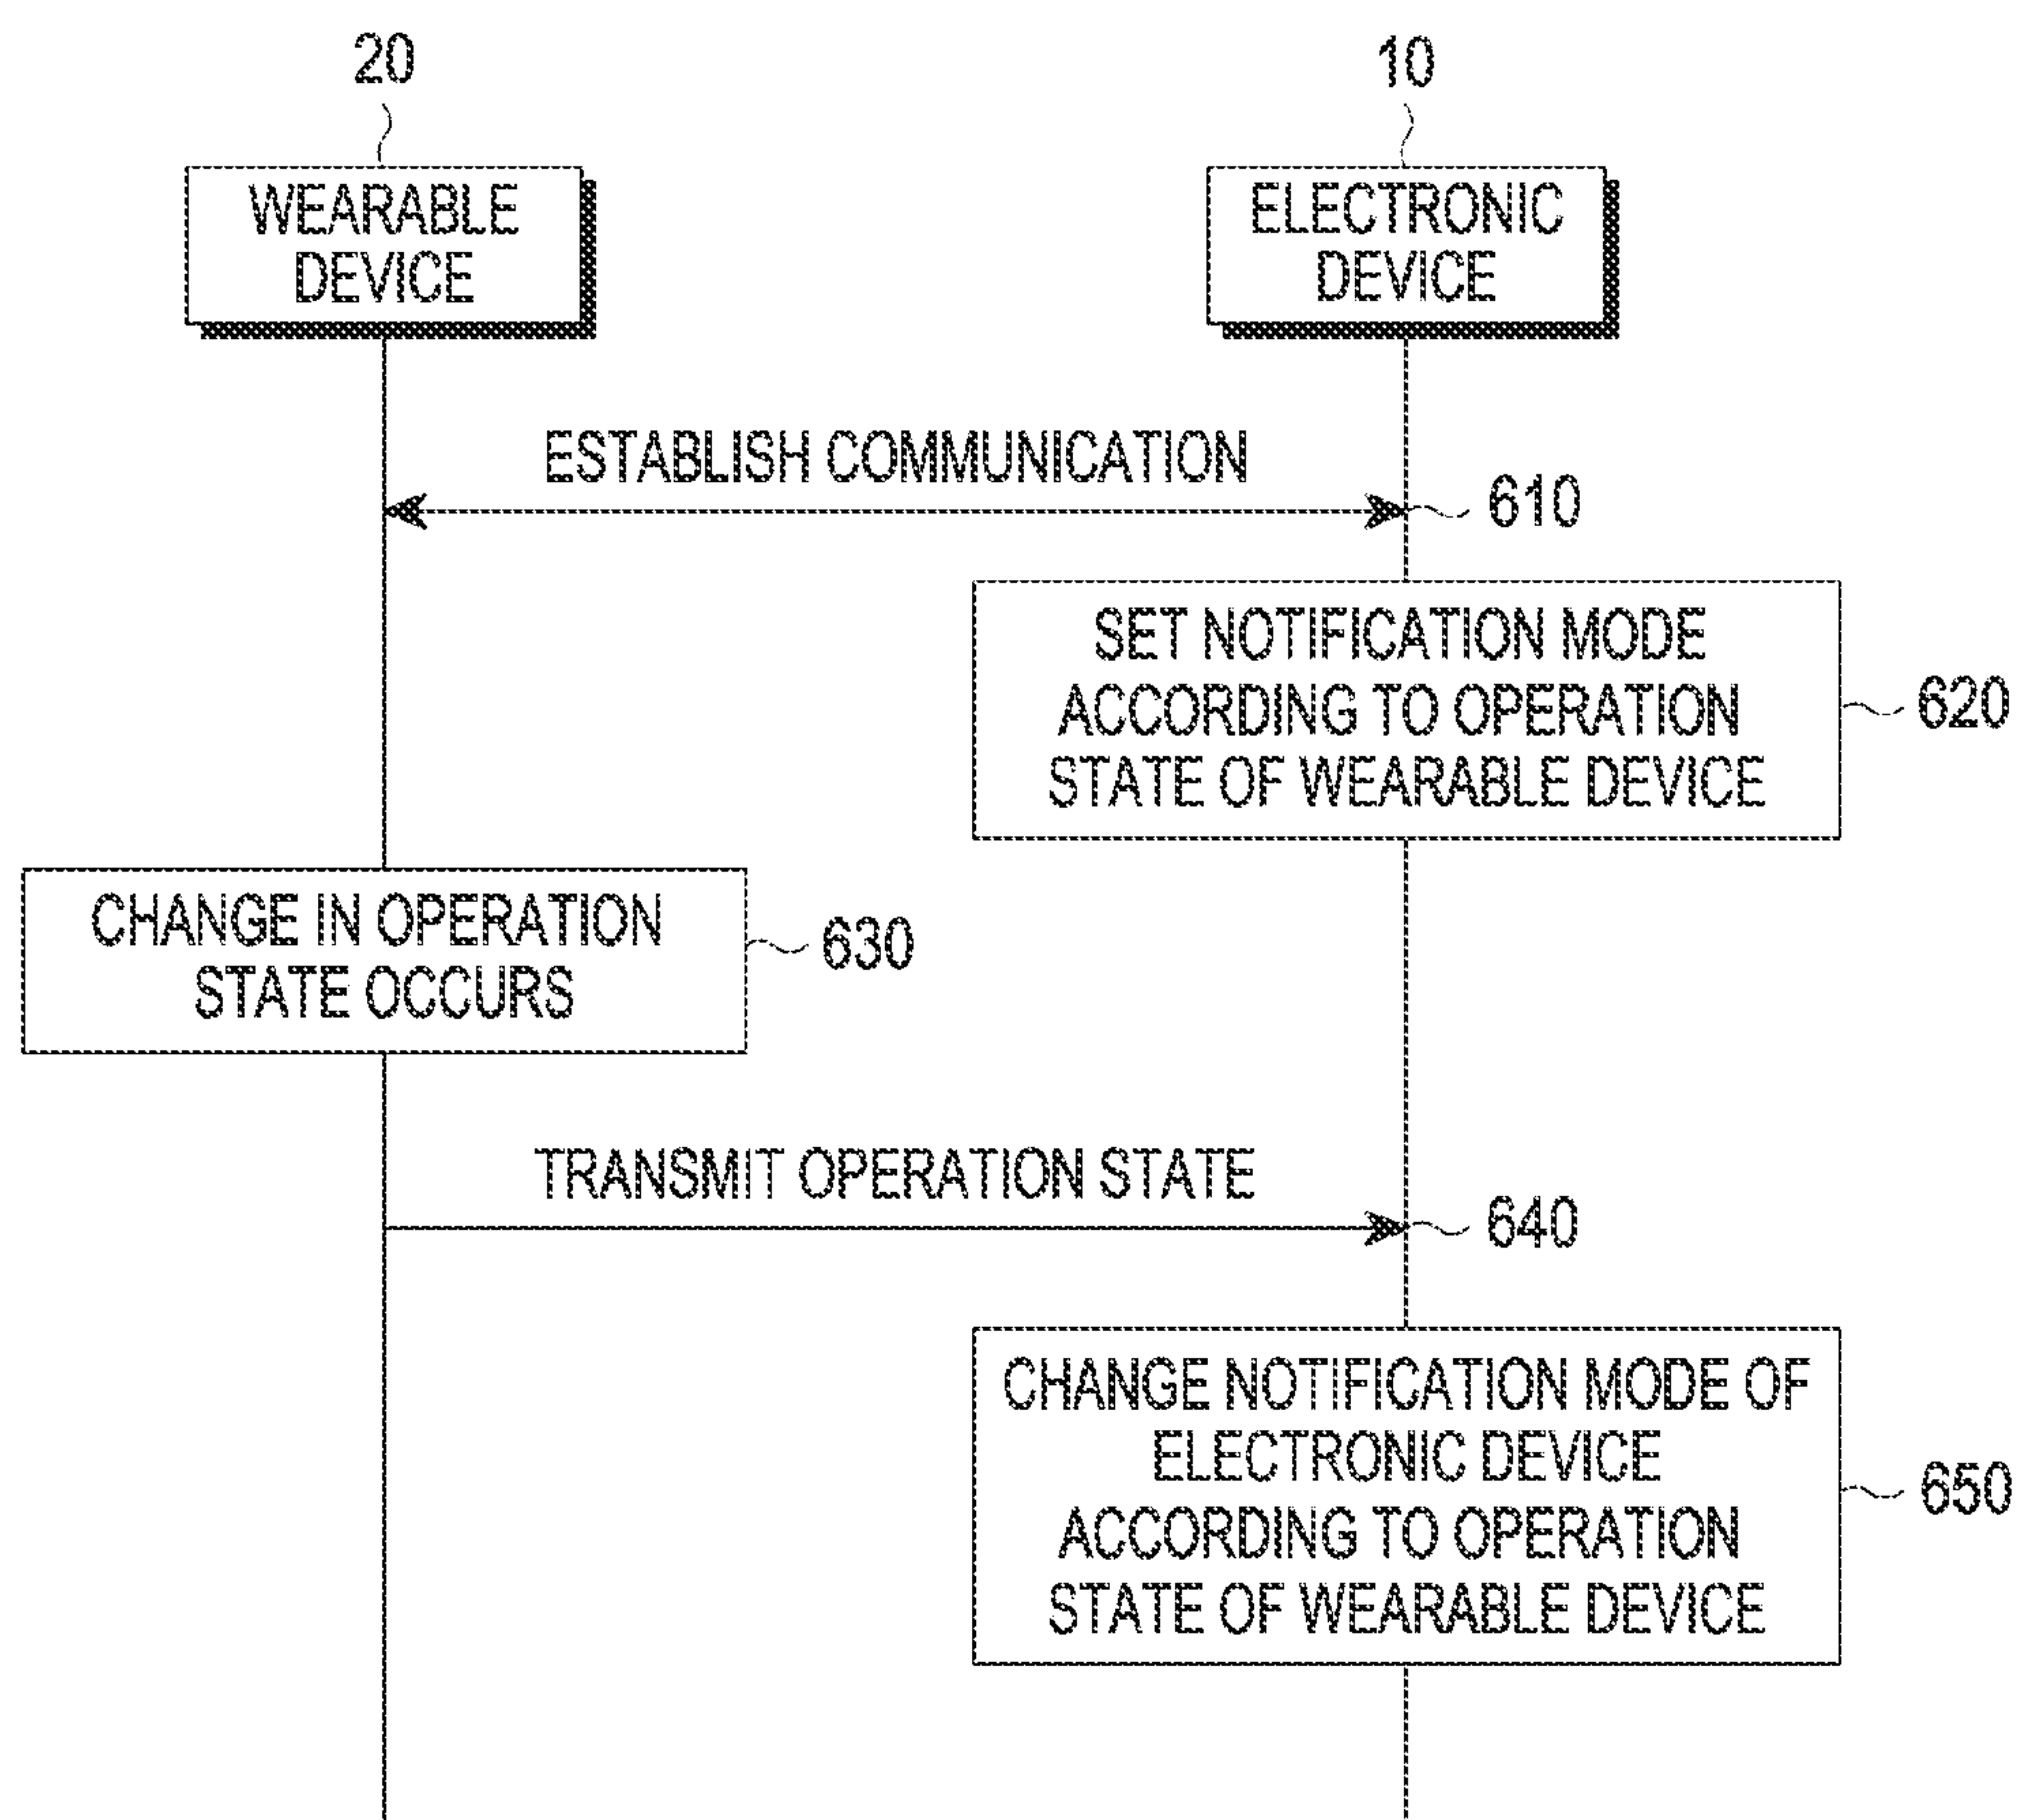 20
10
WEARABLE
DEVICE
ELECTRONIC
DEVICE
ESTABLISH COMMUNICATION
610
SET NOTIFICATION MODE
ACCORDING TO OPERATION
STATE OF WEARABLE DEVICE
620
CHANGE IN OPERATION
STATE OCCURS
630
TRANSMIT OPERATION STATE
640
CHANGE NOTIFICATION MODE OF
ELECTRONIC DEVICE
ACCORDING TO OPERATION
STATE OF WEARABLE DEVICE
650